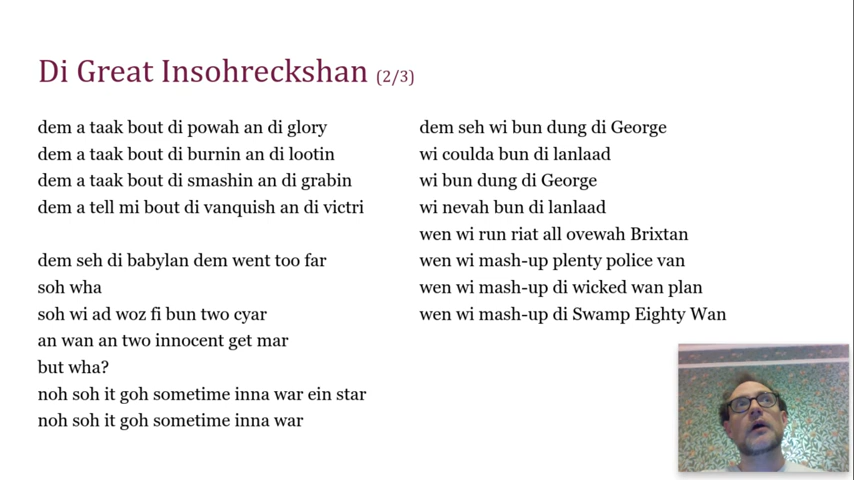 Di Great Insohreckshan (2/3)
dem a taak bout di powah an di glory
dem a taak bout di burnin an di lootin
dem a taak bout di smashin an di grabin
dem a tell mi bout di vanquish an di victri
dem seh di babylan dem went too far
soh wha
soh wi ad woz fi bun two cyar
an wan an two innocent get mar
but wha?
noh soh it goh sometime inna war ein star
noh soh it goh sometime inna war
dem seh wi bun dung di George
wi coulda bun di lanlaad
wi bun dung di George
wi nevah bun di lanlaad
wen wi run riat all ovewah Brixtan
wen wi mash-up plenty police van
wen wi mash-up di wicked wan plan
wen wi mash-up di Swamp Eighty Wan